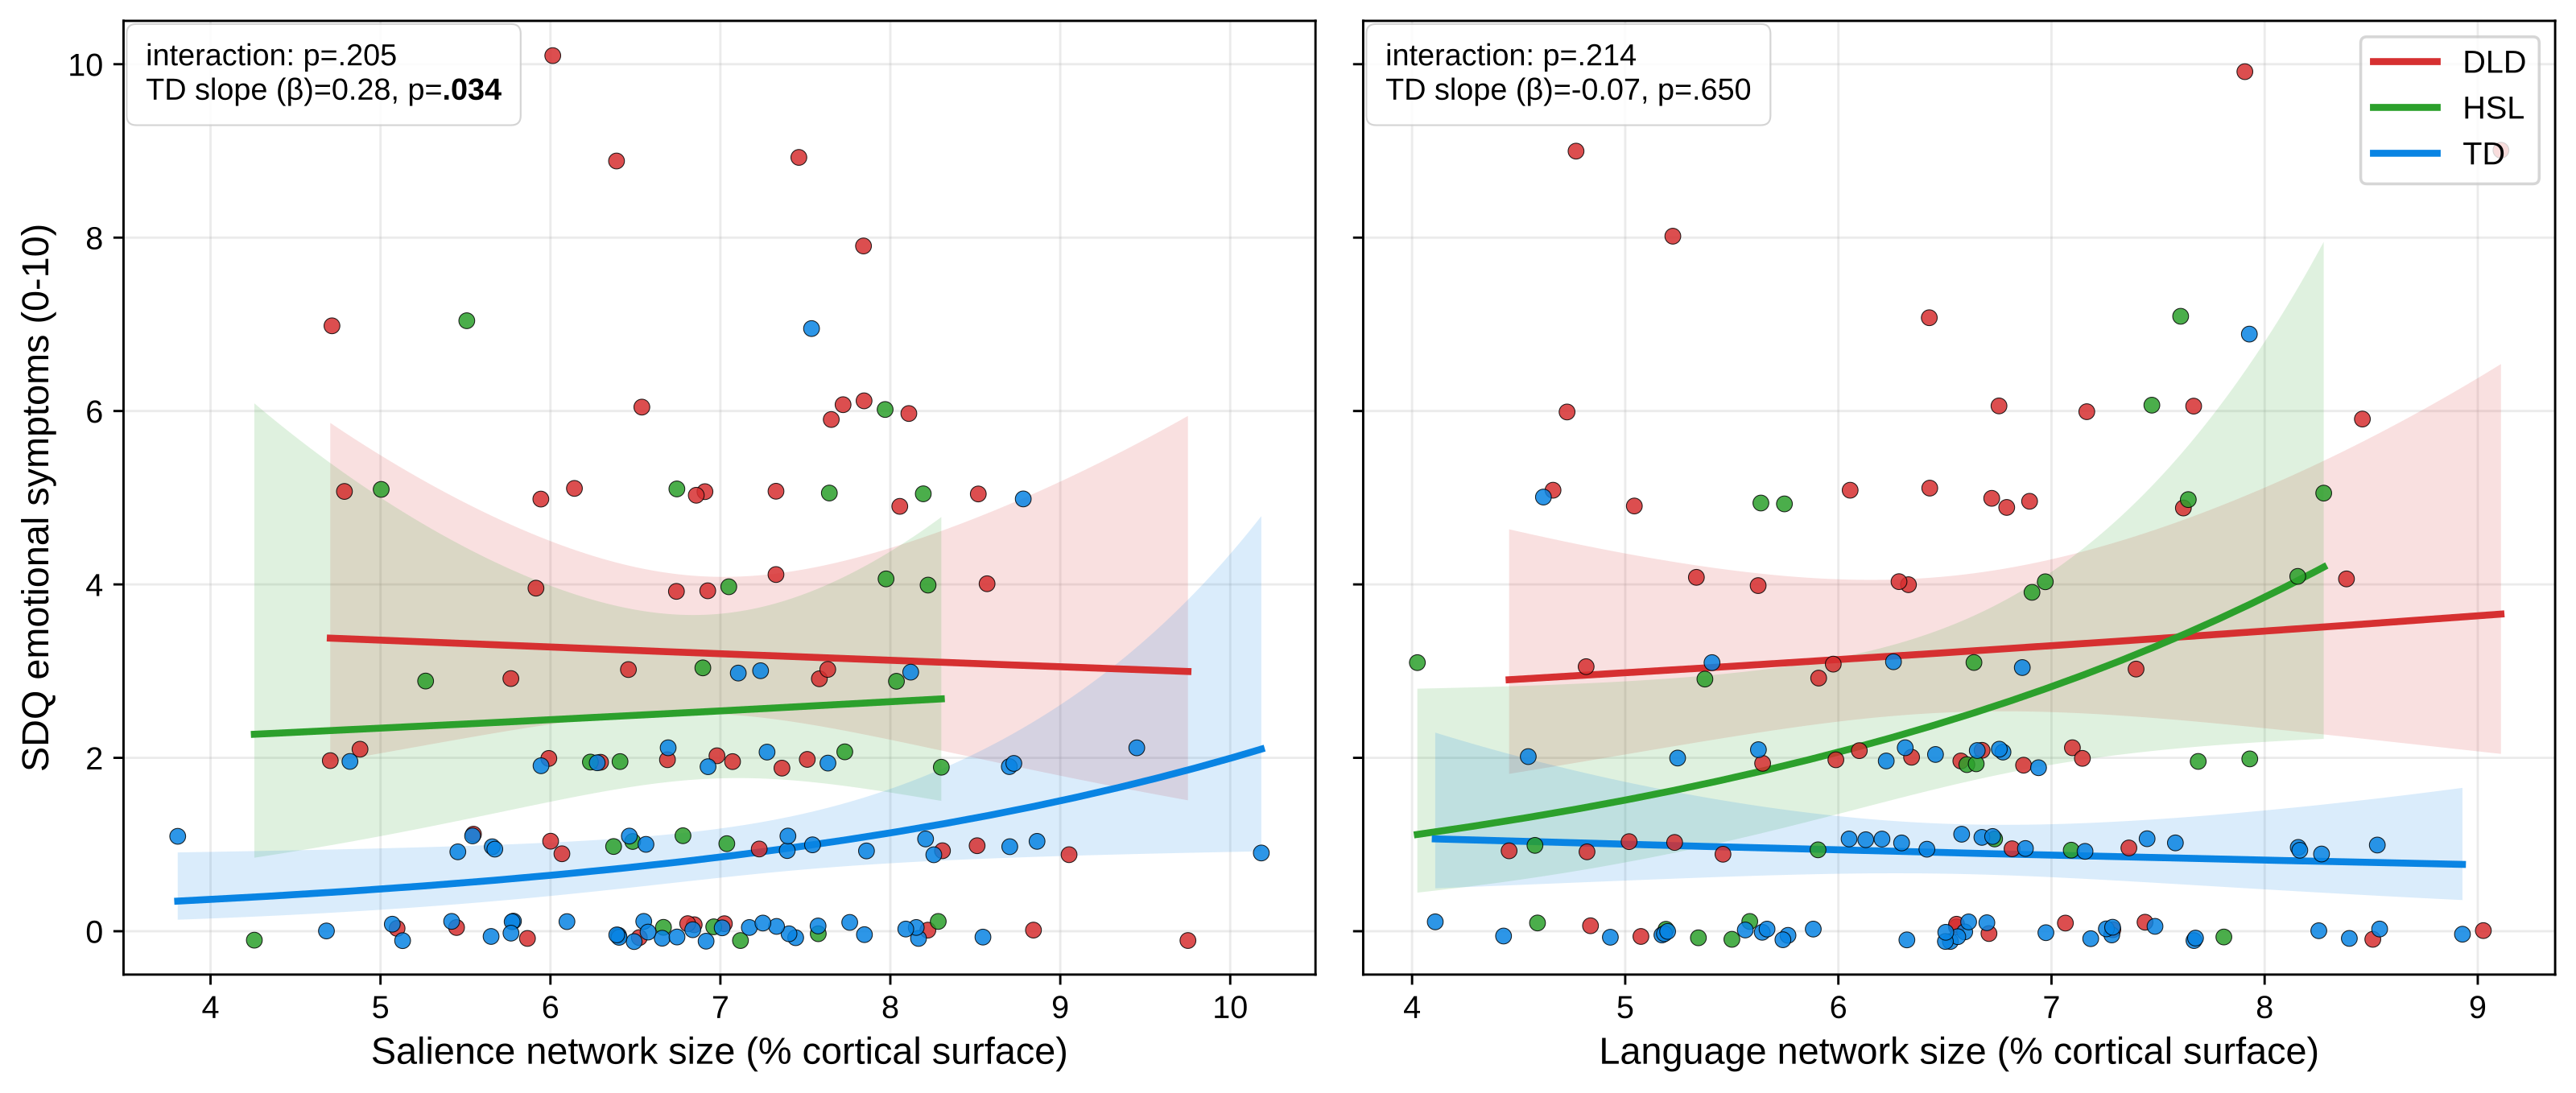 interaction: p=.205
TD slope (β)=0.28, p=.034
interaction: p=.214
TD slope (β)=-0.07, p=.650
DLD
HSL
TD
SDQ emotional symptoms (0-10)
10
8
6
4
2
0
4 5 6 7 8 9 10
4 5 6 7 8 9
Salience network size (% cortical surface)
Language network size (% cortical surface)